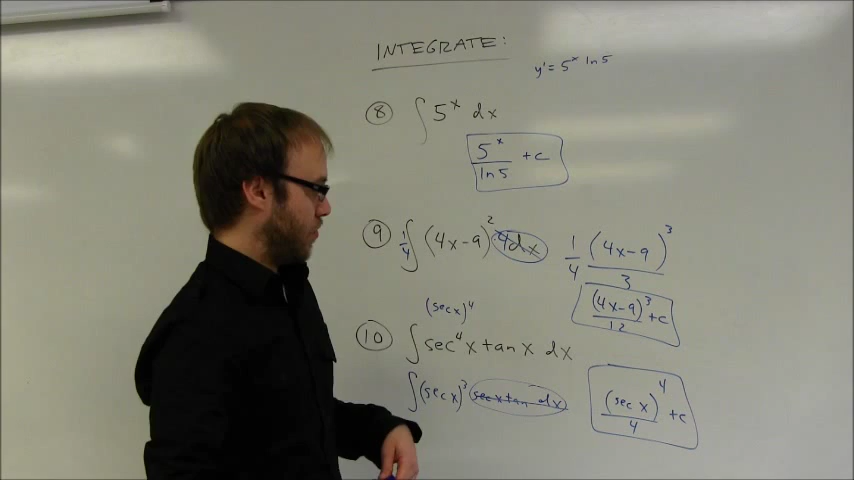 INTEGRATE:
y' = 5^x ln 5
⑧ ∫ 5^x dx
5^x / ln 5 + c
⑨ 1/4 ∫ (4x-9)^2 4dx
1/4 (4x-9)^3 / 3
(4x-9)^3 / 12 + c
(sec x)^4
⑩ ∫ sec^4 x tan x dx
∫ (sec x)^3 sec x tan dx
(sec x)^4 / 4 + c